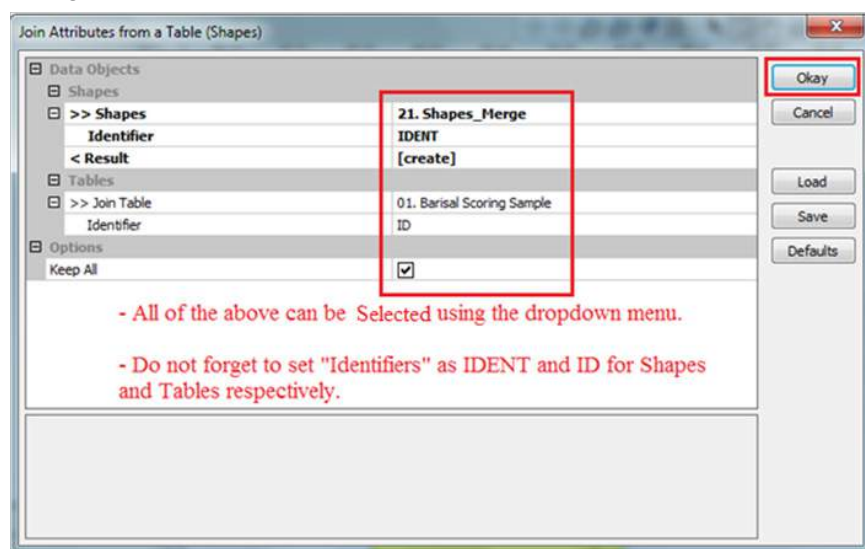 Join Attributes from a Table (Shapes)
Data Objects
Shapes
>> Shapes 21. Shapes_Merge
Identifier IDENT
< Result [create]
Tables
>> Join Table 01. Barisal Scoring Sample
Identifier ID
Options
Keep All
Okay
Cancel
Load
Save
Defaults
- All of the above can be Selected using the dropdown menu.
- Do not forget to set "Identifiers" as IDENT and ID for Shapes
and Tables respectively.